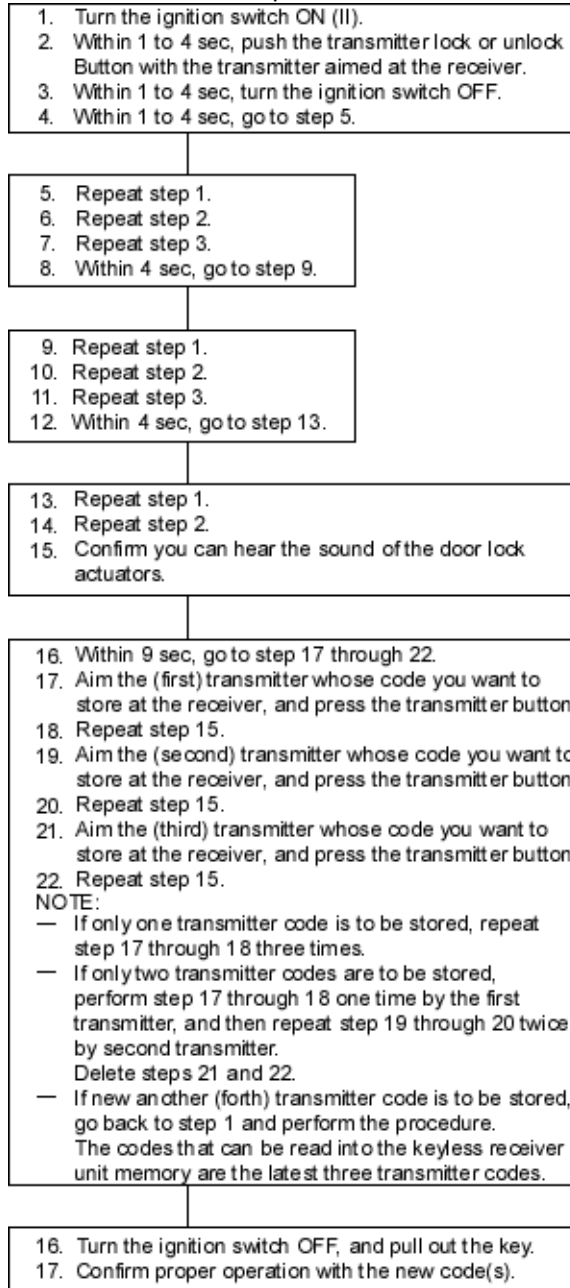 1. Turn the ignition switch ON (II).
2. Within 1 to 4 sec, push the transmitter lock or unlock
Button with the transmitter aimed at the receiver.
3. Within 1 to 4 sec, turn the ignition switch OFF.
4. Within 1 to 4 sec, go to step 5.
5. Repeat step 1.
6. Repeat step 2.
7. Repeat step 3.
8. Within 4 sec, go to step 9.
9. Repeat step 1.
10. Repeat step 2.
11. Repeat step 3.
12. Within 4 sec, go to step 13.
13. Repeat step 1.
14. Repeat step 2.
15. Confirm you can hear the sound of the door lock
actuators.
16. Within 9 sec, go to step 17 through 22.
17. Aim the (first) transmitter whose code you want to
store at the receiver, and press the transmitter button
18. Repeat step 15.
19. Aim the (second) transmitter whose code you want to
store at the receiver, and press the transmitter button
20. Repeat step 15.
21. Aim the (third) transmitter whose code you want to
store at the receiver, and press the transmitter button
22. Repeat step 15.
NOTE:
— If only one transmitter code is to be stored, repeat
step 17 through 18 three times.
— If only two transmitter codes are to be stored,
perform step 17 through 18 one time by the first
transmitter, and then repeat step 19 through 20 twice
by second transmitter.
Delete steps 21 and 22.
— If new another (forth) transmitter code is to be stored,
go back to step 1 and perform the procedure.
The codes that can be read into the keyless receiver
unit memory are the latest three transmitter codes.
16. Turn the ignition switch OFF, and pull out the key.
17. Confirm proper operation with the new code(s).